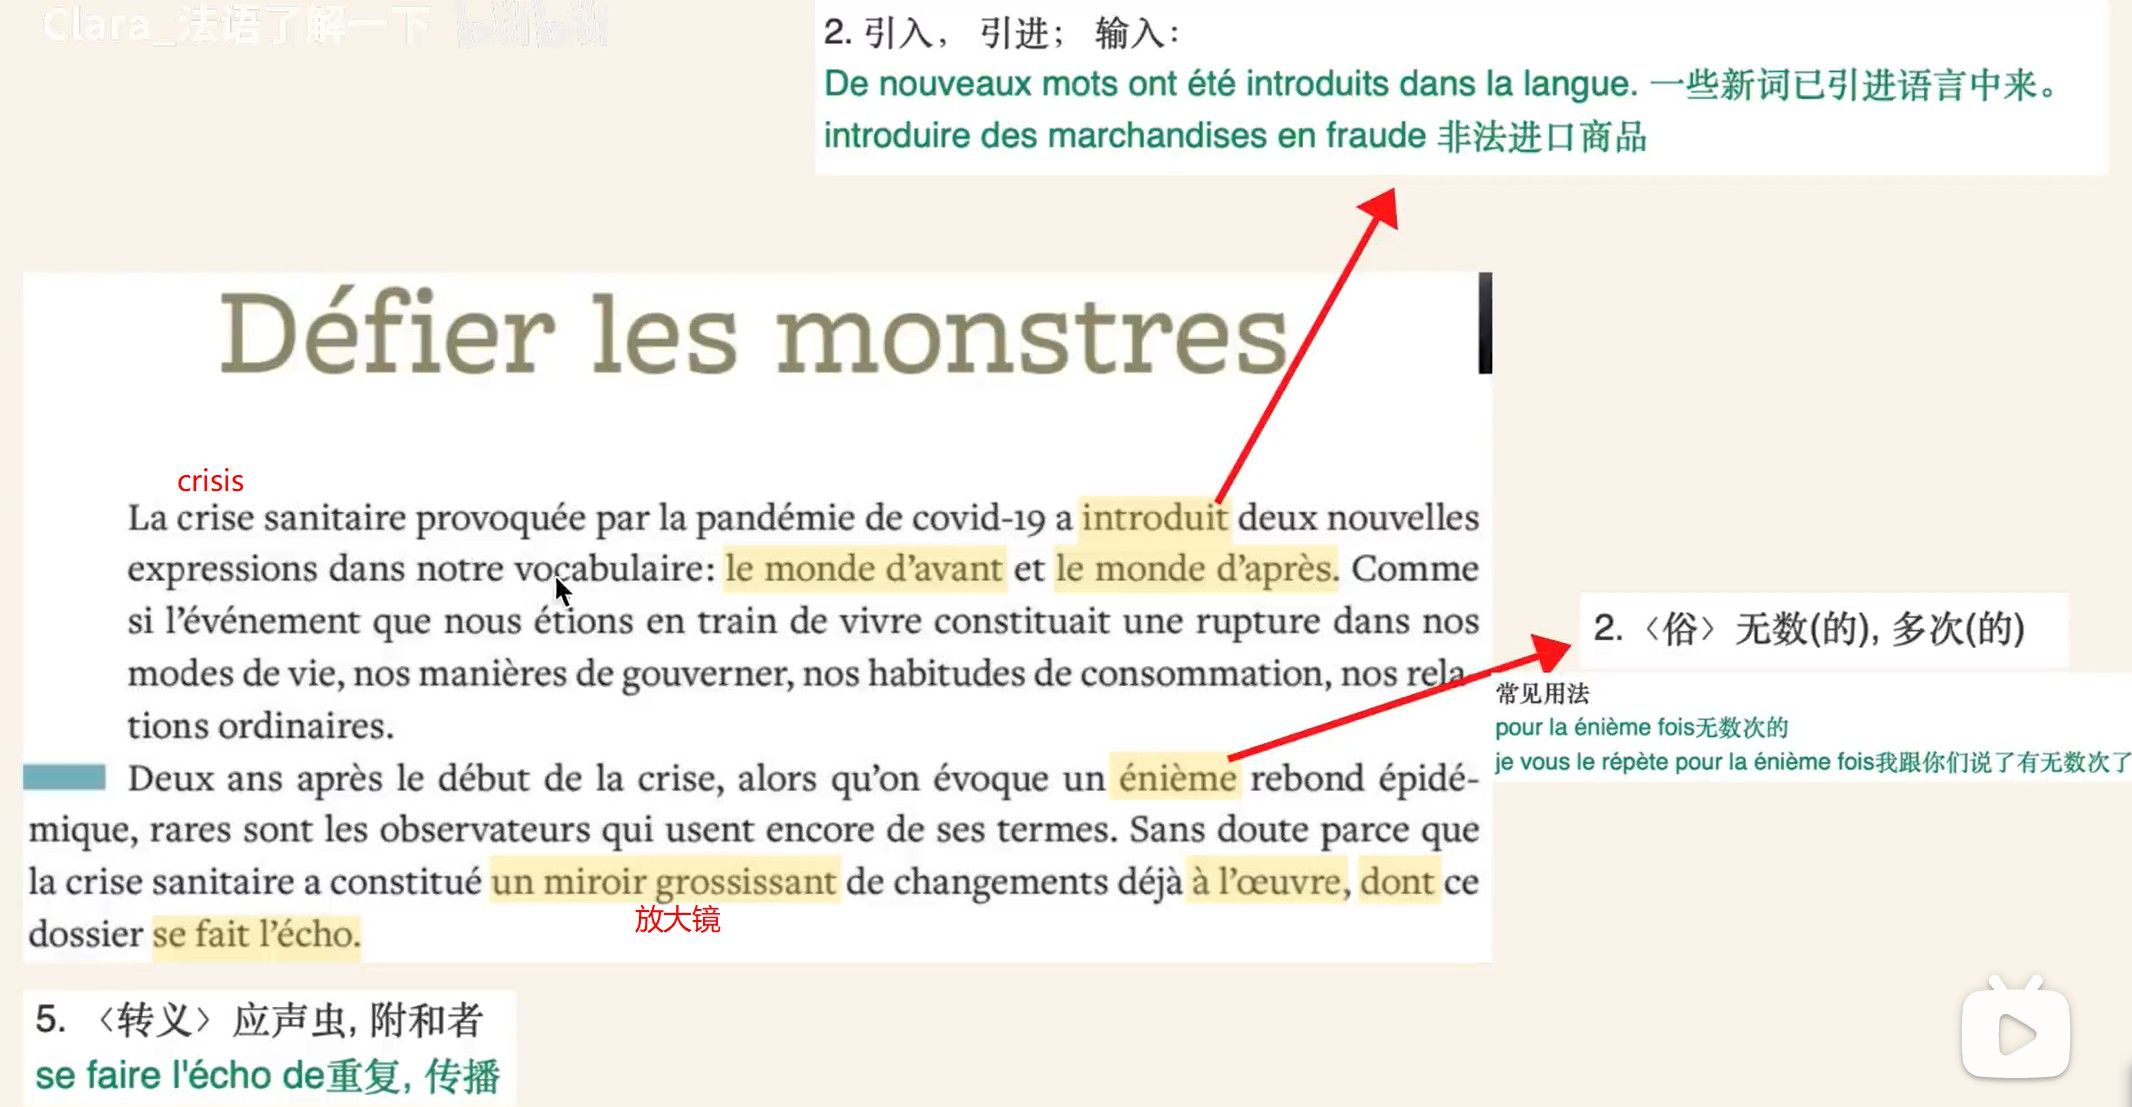 Clara_法语了解一下 bilibili
2. 引入， 引进； 输入：
De nouveaux mots ont été introduits dans la langue. 一些新词已引进语言中来。
introduire des marchandises en fraude 非法进口商品
Défier les monstres
crisis
La crise sanitaire provoquée par la pandémie de covid-19 a introduit deux nouvelles
expressions dans notre vocabulaire: le monde d’avant et le monde d’après. Comme
si l’événement que nous étions en train de vivre constituait une rupture dans nos
modes de vie, nos manières de gouverner, nos habitudes de consommation, nos rela-
tions ordinaires.
Deux ans après le début de la crise, alors qu’on évoque un énième rebond épidé-
mique, rares sont les observateurs qui usent encore de ses termes. Sans doute parce que
la crise sanitaire a constitué un miroir grossissant de changements déjà à l’œuvre, dont ce
放大镜
dossier se fait l’écho.
2.〈俗〉无数(的), 多次(的)
常见用法
pour la énième fois无数次的
je vous le répète pour la énième fois我跟你们说了有无数次了
5. 〈转义〉应声虫, 附和者
se faire l'écho de重复, 传播